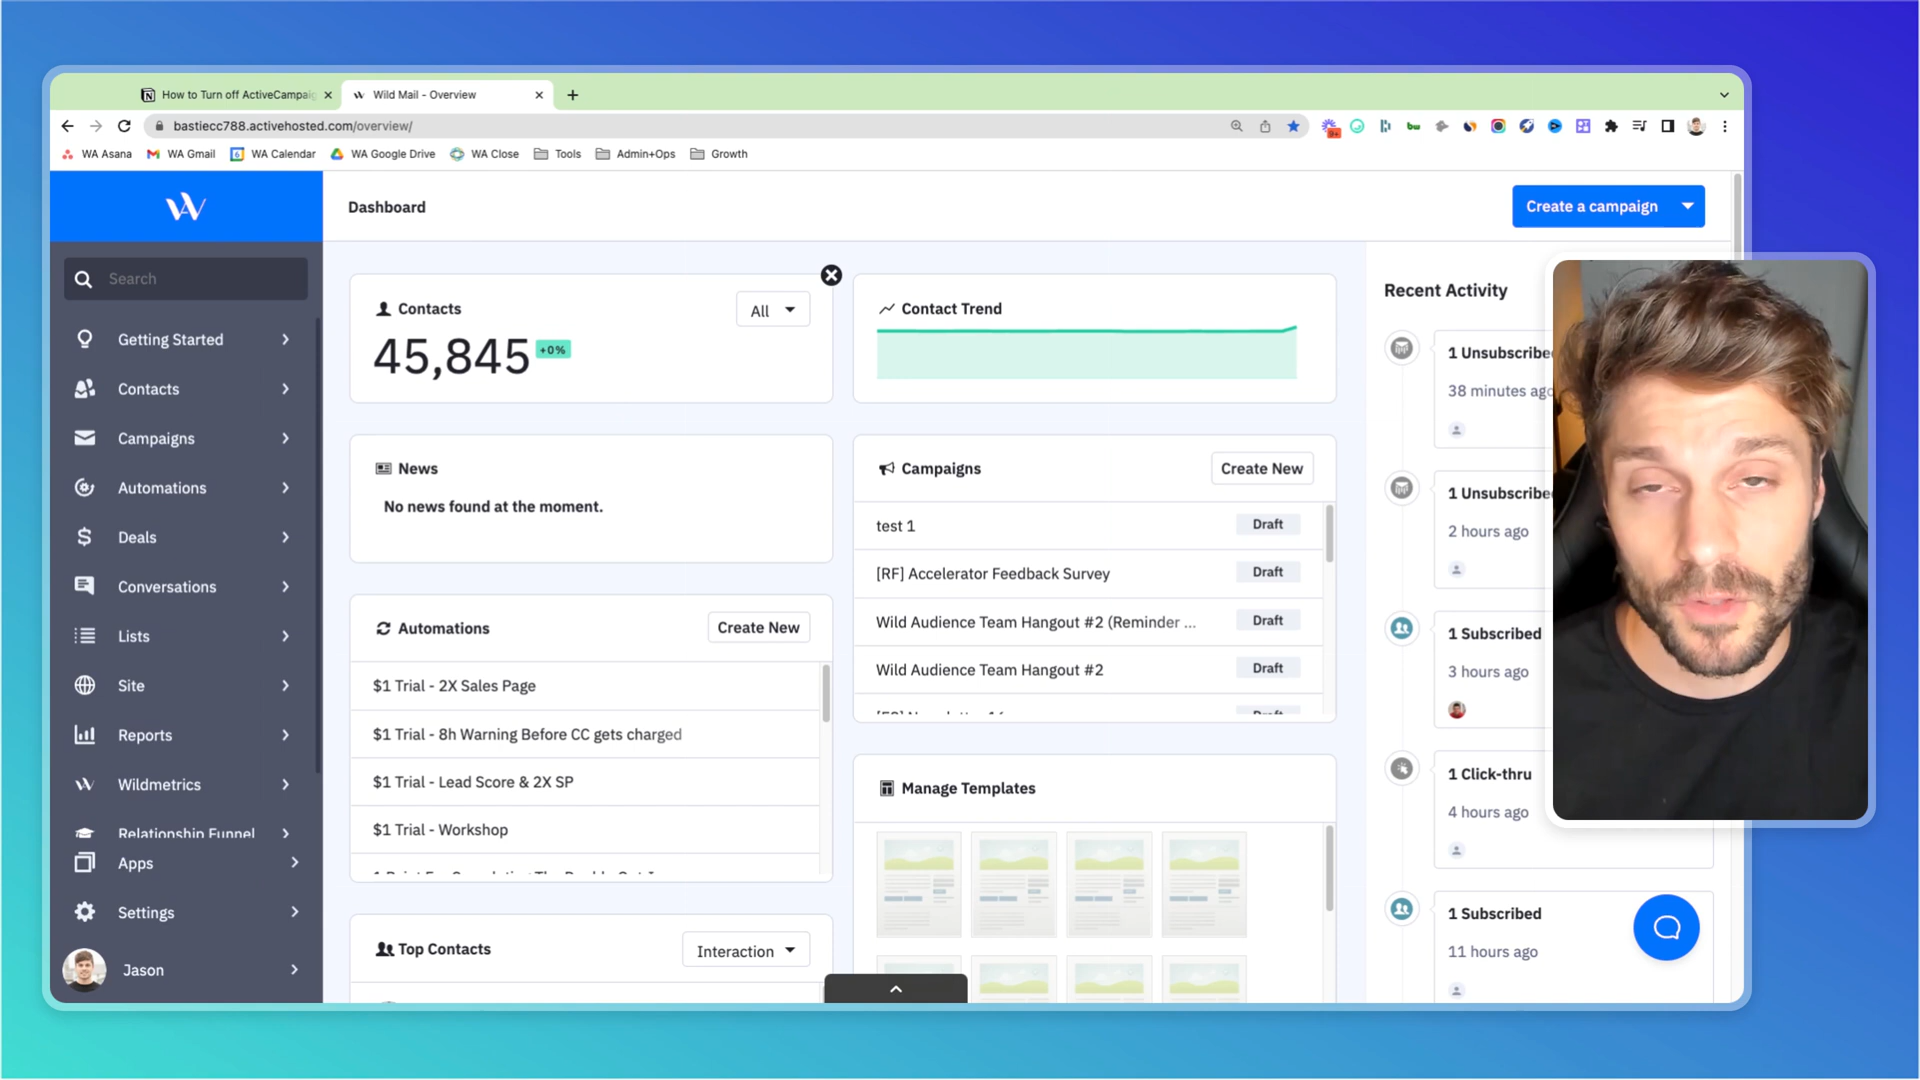 How to Turn off ActiveCampaig
Wild Mail - Overview
bastiecc788.activehosted.com/overview/
9+
WA Asana
WA Gmail
6
WA Calendar
WA Google Drive
WA Close
Tools
Admin+Ops
Growth
Dashboard
Create a campaign
Search
Getting Started
Contacts
Campaigns
Automations
Deals
Conversations
Lists
Site
Reports
Wildmetrics
Relationship Funnel
Apps
Settings
Jason
Contacts
All
45,845
+0%
News
No news found at the moment.
Automations
Create New
$1 Trial - 2X Sales Page
$1 Trial - 8h Warning Before CC gets charged
$1 Trial - Lead Score & 2X SP
$1 Trial - Workshop
Top Contacts
Interaction
Contact Trend
Campaigns
Create New
test 1
Draft
[RF] Accelerator Feedback Survey
Draft
Wild Audience Team Hangout #2 (Reminder ...
Draft
Wild Audience Team Hangout #2
Draft
Draft
Manage Templates
Recent Activity
1 Unsubscribe
38 minutes ago
1 Unsubscribe
2 hours ago
1 Subscribed
3 hours ago
1 Click-thru
4 hours ago
1 Subscribed
11 hours ago